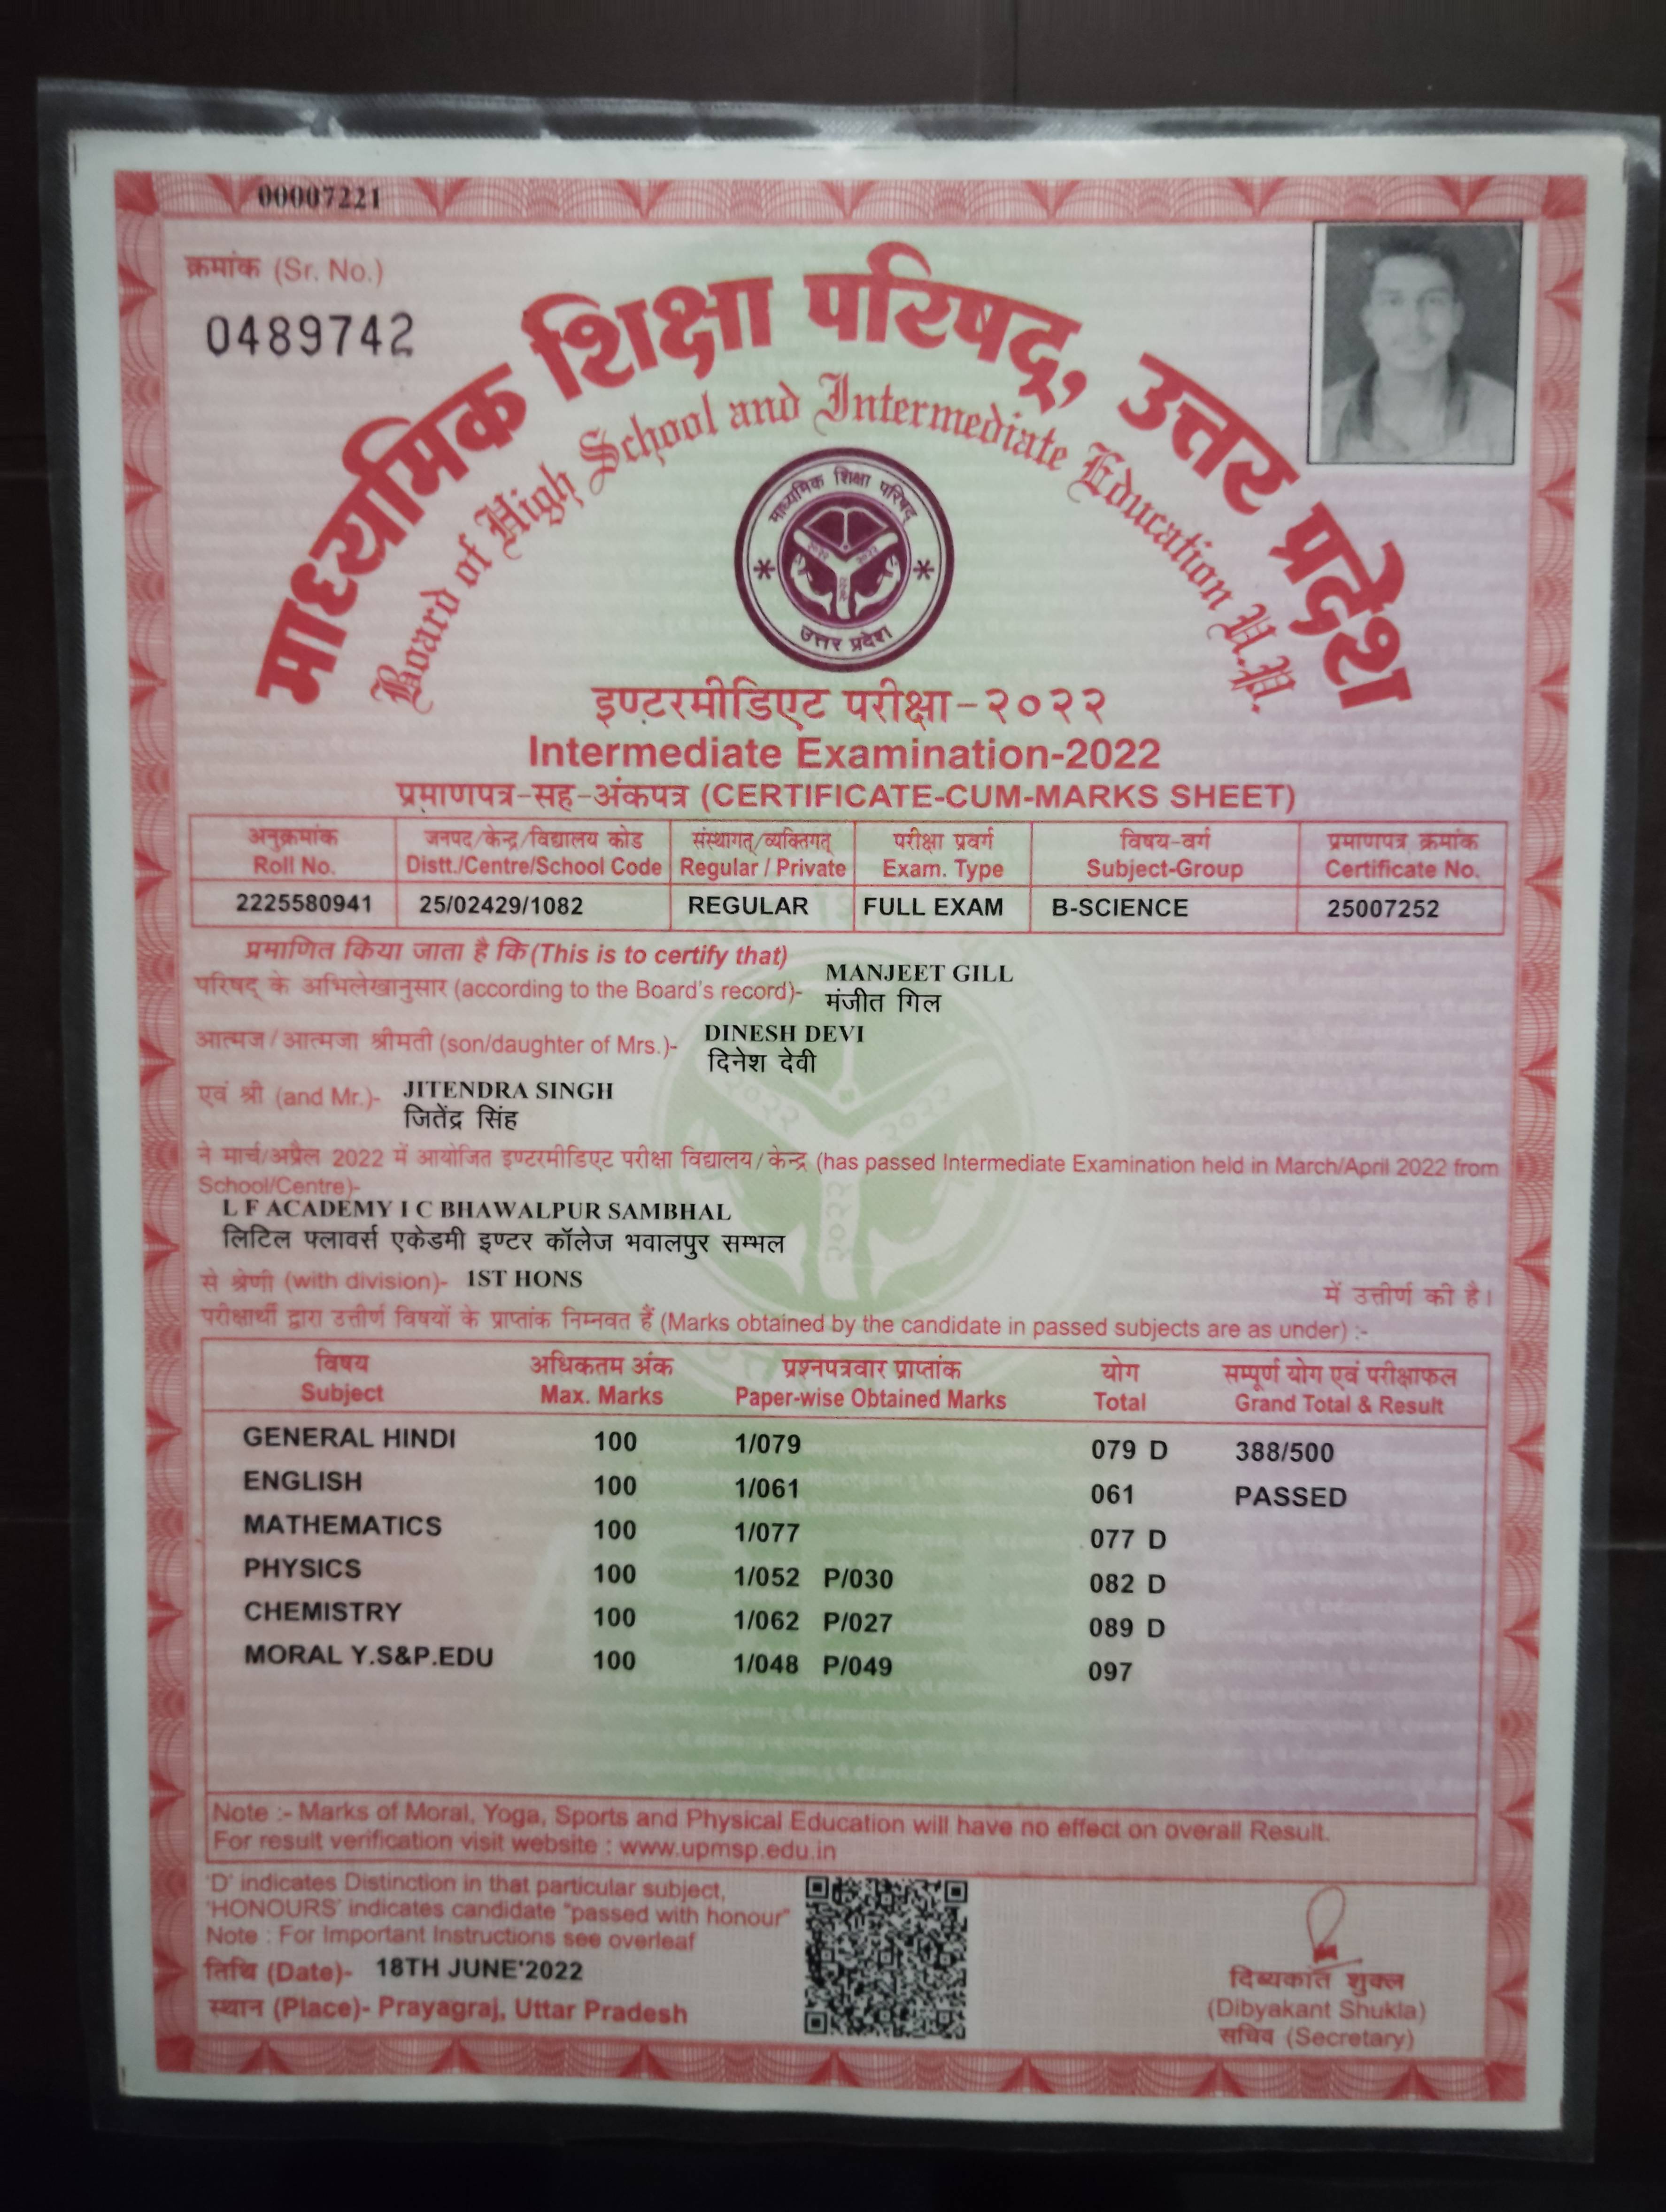 00007221
क्रमांक (Sr. No.)
0489742
माध्यमिक शिक्षा परिषद्, उत्तर प्रदेश
Board of High School and Intermediate Education U.P.
माध्यमिक शिक्षा परिषद्
उत्तर प्रदेश
इण्टरमीडिएट परीक्षा-२०२२
Intermediate Examination-2022
प्रमाणपत्र-सह-अंकपत्र (CERTIFICATE-CUM-MARKS SHEET)
अनुक्रमांक जनपद/केन्द्र/विद्यालय कोड संस्थागत्/व्यक्तिगत् परीक्षा प्रवर्ग विषय-वर्ग प्रमाणपत्र क्रमांक
Roll No. Distt./Centre/School Code Regular / Private Exam. Type Subject-Group Certificate No.
2225580941 25/02429/1082 REGULAR FULL EXAM B-SCIENCE 25007252
प्रमाणित किया जाता है कि (This is to certify that)
परिषद् के अभिलेखानुसार (according to the Board's record)- MANJEET GILL
मंजीत गिल
आत्मज/आत्मजा श्रीमती (son/daughter of Mrs.)- DINESH DEVI
दिनेश देवी
एवं श्री (and Mr.)- JITENDRA SINGH
जितेंद्र सिंह
ने मार्च/अप्रैल 2022 में आयोजित इण्टरमीडिएट परीक्षा विद्यालय/केन्द्र (has passed Intermediate Examination held in March/April 2022 from
School/Centre)-
L F ACADEMY I C BHAWALPUR SAMBHAL
लिटिल फ्लावर्स एकेडमी इण्टर कॉलेज भवालपुर सम्भल
से श्रेणी (with division)- 1ST HONS में उत्तीर्ण की है।
परीक्षार्थी द्वारा उत्तीर्ण विषयों के प्राप्तांक निम्नवत हैं (Marks obtained by the candidate in passed subjects are as under) :-
विषय अधिकतम अंक प्रश्नपत्रवार प्राप्तांक योग सम्पूर्ण योग एवं परीक्षाफल
Subject Max. Marks Paper-wise Obtained Marks Total Grand Total & Result
GENERAL HINDI 100 1/079 079 D 388/500
ENGLISH 100 1/061 061 PASSED
MATHEMATICS 100 1/077 077 D
PHYSICS 100 1/052 P/030 082 D
CHEMISTRY 100 1/062 P/027 089 D
MORAL Y.S&P.EDU 100 1/048 P/049 097
Note :- Marks of Moral, Yoga, Sports and Physical Education will have no effect on overall Result.
For result verification visit website : www.upmsp.edu.in
'D' indicates Distinction in that particular subject,
'HONOURS' indicates candidate "passed with honour"
Note : For Important Instructions see overleaf
तिथि (Date)- 18TH JUNE'2022
स्थान (Place)- Prayagraj, Uttar Pradesh
दिब्यकांत शुक्ल
(Dibyakant Shukla)
सचिव (Secretary)